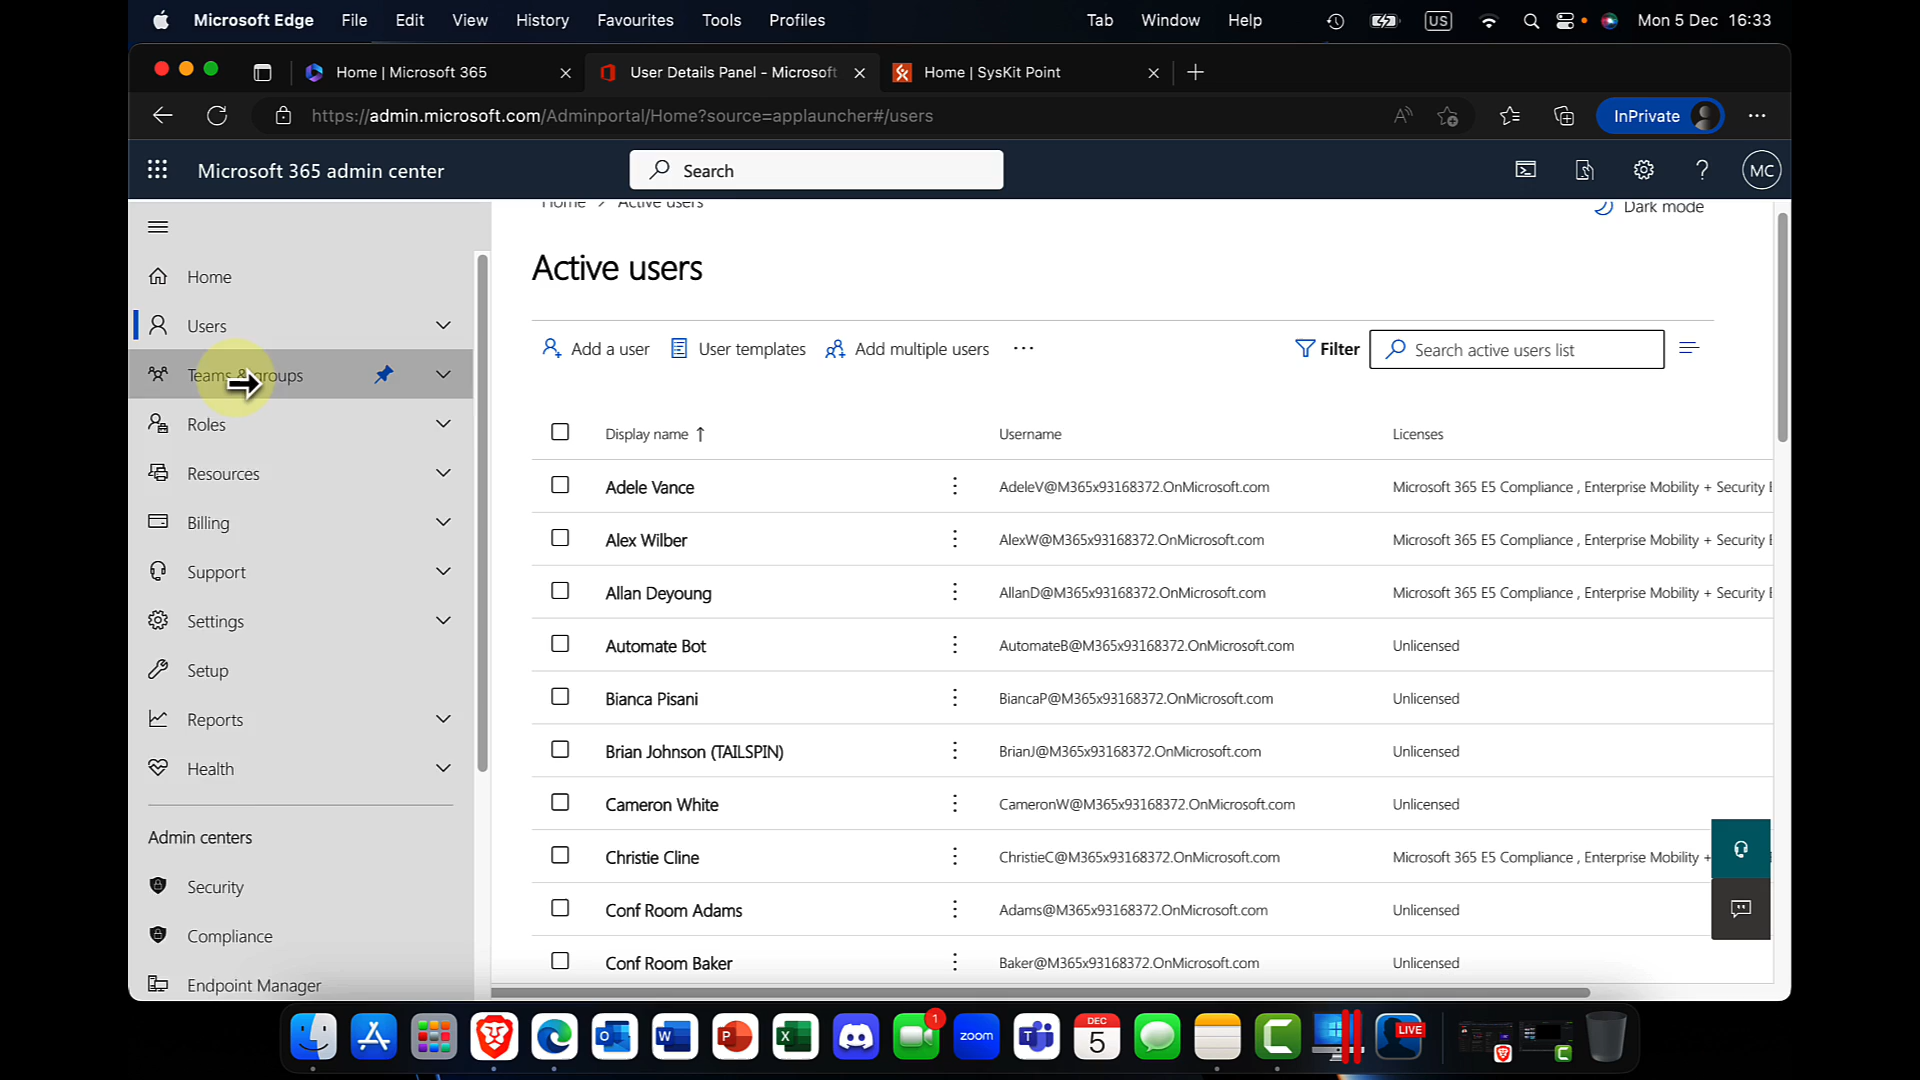 Microsoft Edge File Edit View History Favourites Tools Profiles Tab Window Help US Mon 5 Dec 16:33
Home | Microsoft 365 User Details Panel - Microsoft Home | SysKit Point
https://admin.microsoft.com/Adminportal/Home?source=applauncher#/users InPrivate
Microsoft 365 admin center Search MC
Home Active users Dark mode
Home
Users
Teams & groups
Roles
Resources
Billing
Support
Settings
Setup
Reports
Health
Admin centers
Security
Compliance
Endpoint Manager
Active users
Add a user User templates Add multiple users Filter Search active users list
Display name ↑ Username Licenses
Adele Vance AdeleV@M365x93168372.OnMicrosoft.com Microsoft 365 E5 Compliance , Enterprise Mobility + Security E
Alex Wilber AlexW@M365x93168372.OnMicrosoft.com Microsoft 365 E5 Compliance , Enterprise Mobility + Security E
Allan Deyoung AllanD@M365x93168372.OnMicrosoft.com Microsoft 365 E5 Compliance , Enterprise Mobility + Security E
Automate Bot AutomateB@M365x93168372.OnMicrosoft.com Unlicensed
Bianca Pisani BiancaP@M365x93168372.OnMicrosoft.com Unlicensed
Brian Johnson (TAILSPIN) BrianJ@M365x93168372.OnMicrosoft.com Unlicensed
Cameron White CameronW@M365x93168372.OnMicrosoft.com Unlicensed
Christie Cline ChristieC@M365x93168372.OnMicrosoft.com Microsoft 365 E5 Compliance , Enterprise Mobility +
Conf Room Adams Adams@M365x93168372.OnMicrosoft.com Unlicensed
Conf Room Baker Baker@M365x93168372.OnMicrosoft.com Unlicensed
1 zoom DEC 5 LIVE